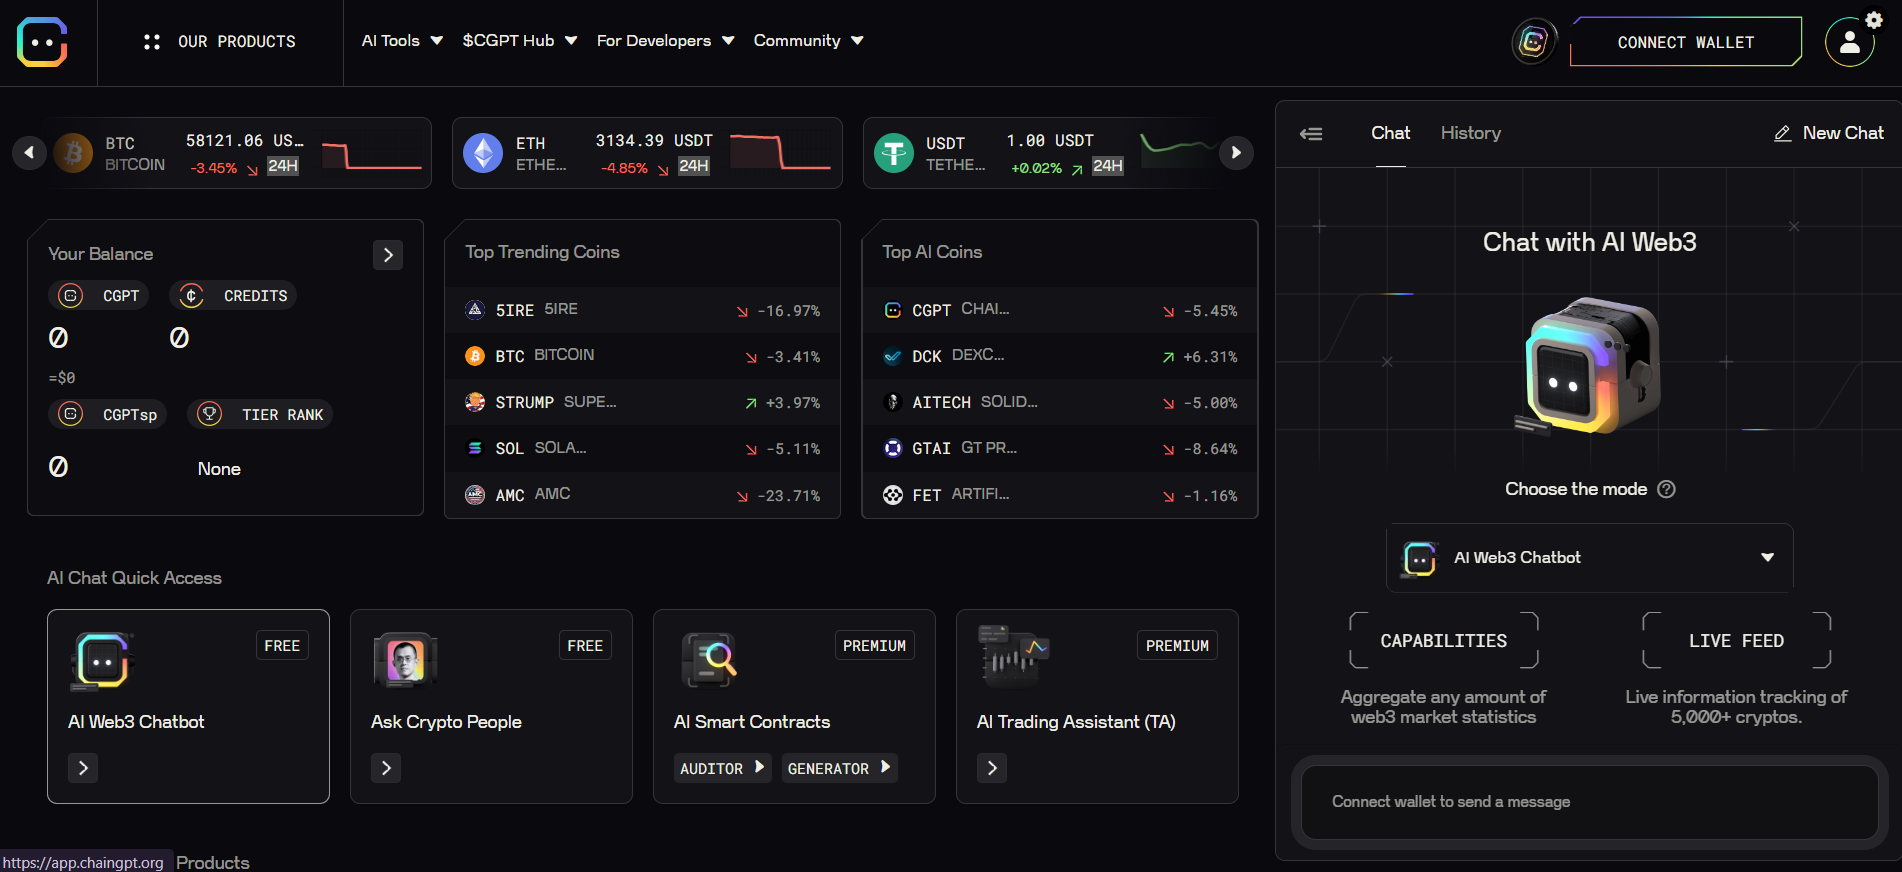 OUR PRODUCTS
AI Tools
$CGPT Hub
For Developers
Community
CONNECT WALLET
BTC
BITCOIN
58121.06 US...
-3.45% 24H
ETH
ETHE...
3134.39 USDT
-4.85% 24H
USDT
TETHE...
1.00 USDT
+0.02% 24H
Your Balance
CGPT
CREDITS
0
0
=$0
CGPTsp
TIER RANK
0
None
Top Trending Coins
5IRE 5IRE -16.97%
BTC BITCOIN -3.41%
STRUMP SUPE... +3.97%
SOL SOLA... -5.11%
AMC AMC -23.71%
Top AI Coins
CGPT CHAI... -5.45%
DCK DEXC... +6.31%
AITECH SOLID... -5.00%
GTAI GT PR... -8.64%
FET ARTIFI... -1.16%
AI Chat Quick Access
FREE
AI Web3 Chatbot
FREE
Ask Crypto People
PREMIUM
AI Smart Contracts
AUDITOR
GENERATOR
PREMIUM
AI Trading Assistant (TA)
https://app.chaingpt.org
Products
Chat
History
New Chat
Chat with AI Web3
Choose the mode ?
AI Web3 Chatbot
CAPABILITIES
Aggregate any amount of
web3 market statistics
LIVE FEED
Live information tracking of
5,000+ cryptos.
Connect wallet to send a message